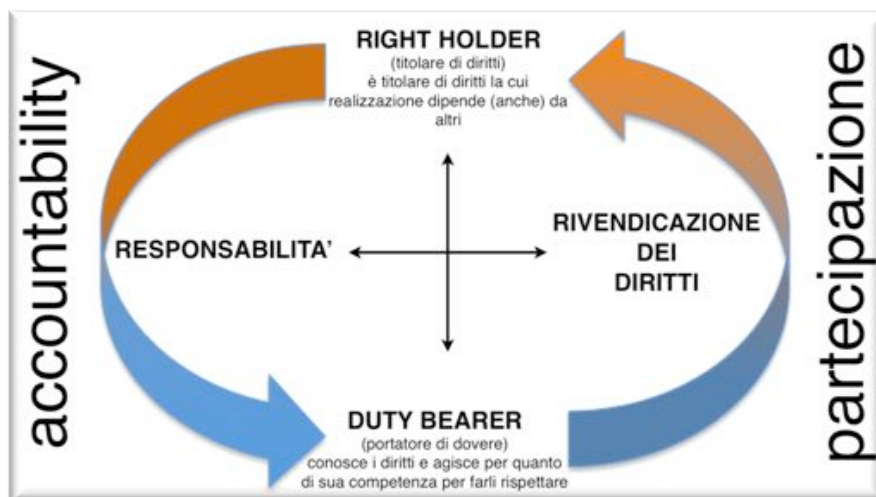 accountability
RIGHT HOLDER
(titolare di diritti)
è titolare di diritti la cui
realizzazione dipende (anche) da
altri
RESPONSABILITA'
RIVENDICAZIONE
DEI
DIRITTI
DUTY BEARER
(portatore di dovere)
conosce i diritti e agisce per quanto
di sua competenza per farli rispettare
partecipazione